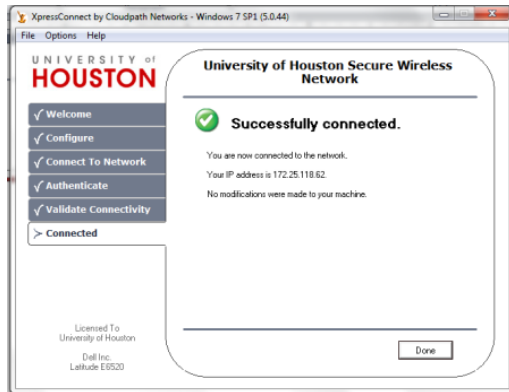 XpressConnect by Cloudpath Networks - Windows 7 SP1 (5.0.44)
File Options Help
UNIVERSITY of
HOUSTON
√ Welcome
√ Configure
√ Connect To Network
√ Authenticate
√ Validate Connectivity
> Connected
Licensed To
University of Houston
Dell Inc.
Latitude E6520
University of Houston Secure Wireless
Network
Successfully connected.
You are now connected to the network.
Your IP address is 172.25.118.62.
No modifications were made to your machine.
Done